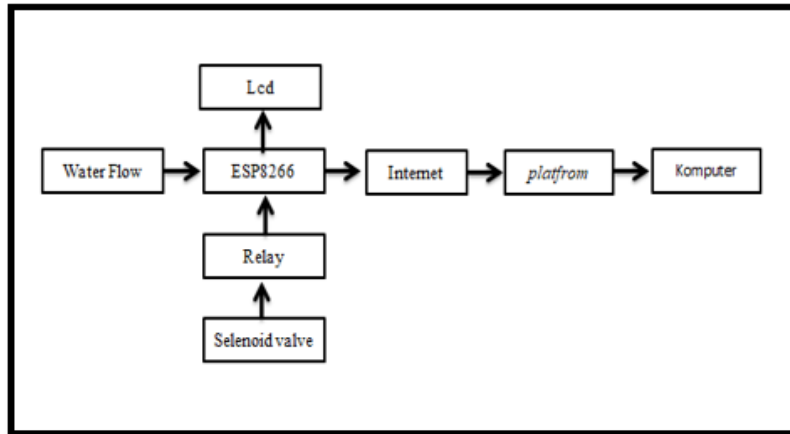 Lcd
Water Flow
ESP8266
Internet
platfrom
Komputer
Relay
Selenoid valve